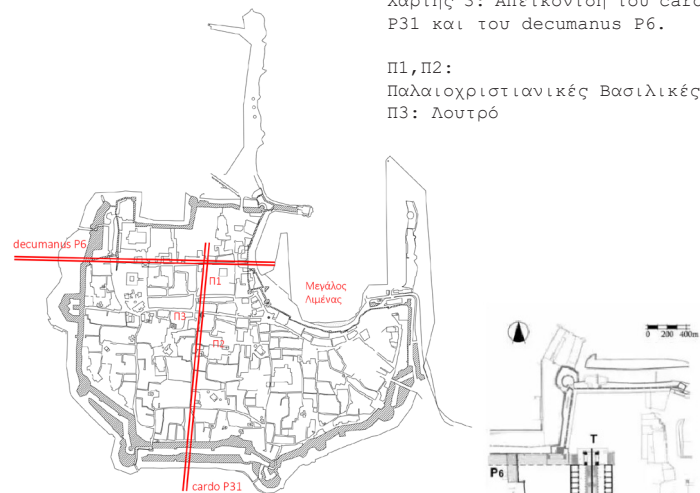 P31 και του decumanus P6.
Π1,Π2:
Παλαιοχριστιανικές Βασιλικές
Π3: Λουτρό
decumanus P6
Π1
Μεγάλος
Λιμένας
Π3
Π2
cardo P31
0 200 400m
T
P6